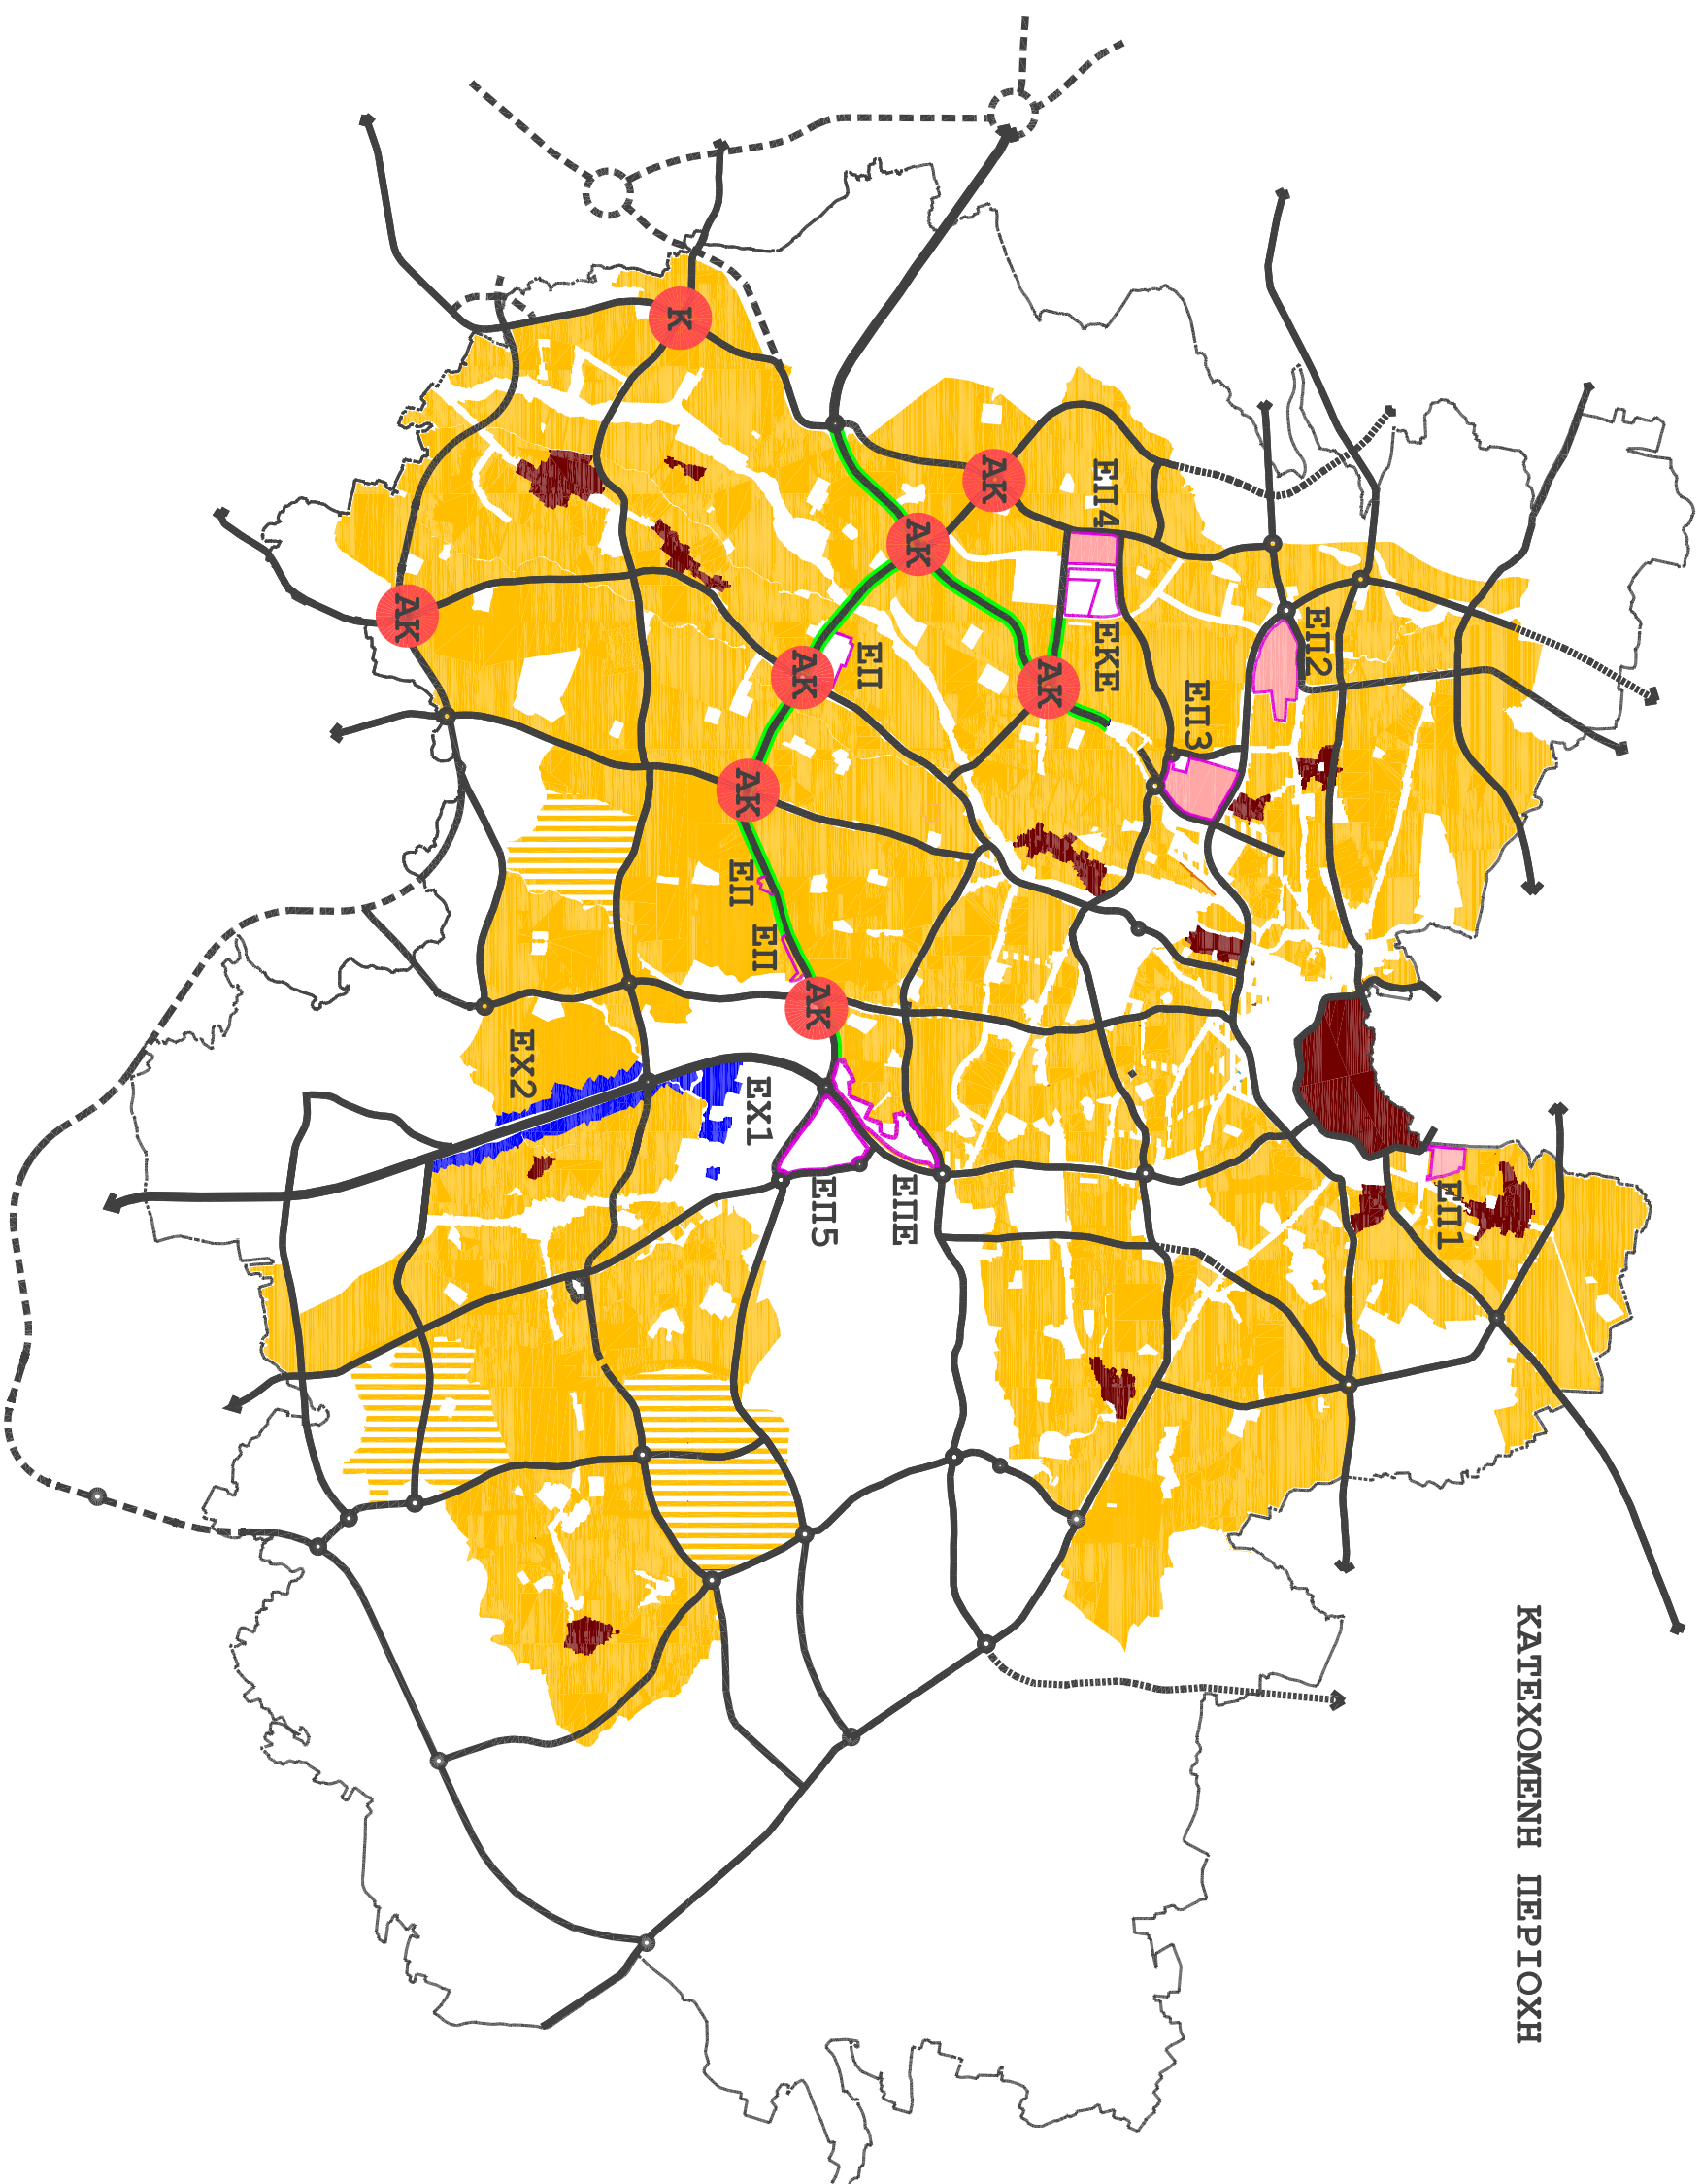 ΚΑΤΕΧΟΜΕΝΗ ΠΕΡΙΟΧΗ
ΕΠ1
ΕΠ2
ΕΠ3
ΕΠ4
ΕΚΕ
ΑΚ
ΑΚ
ΑΚ
ΕΠΕ
ΕΠ
ΕΠ5
ΑΚ
ΑΚ
ΕΠ
ΕΧ1
ΑΚ
ΕΠ
Κ
ΕΧ2
ΑΚ